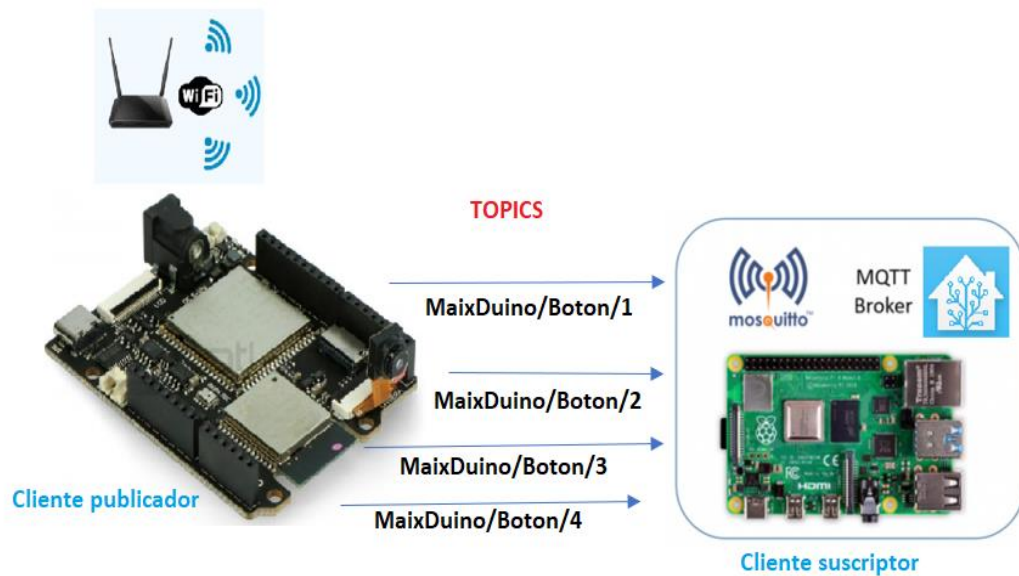 WiFi
TOPICS
MaixDuino/Boton/1
MaixDuino/Boton/2
MaixDuino/Boton/3
MaixDuino/Boton/4
Cliente publicador
mosquitto
MQTT
Broker
HDMI
Cliente suscriptor